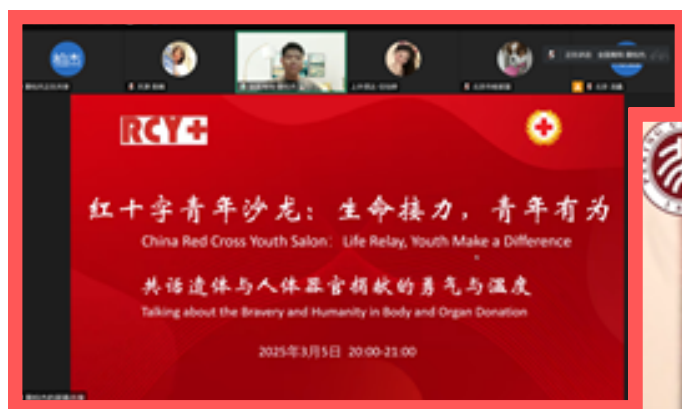 柏杰
RCY+
红十字青年沙龙：生命接力，青年有为
China Red Cross Youth Salon: Life Relay, Youth Make a Difference
共话遗体与人体器官捐献的勇气与温度
Talking about the Bravery and Humanity in Body and Organ Donation
2025年3月5日 20:00-21:00